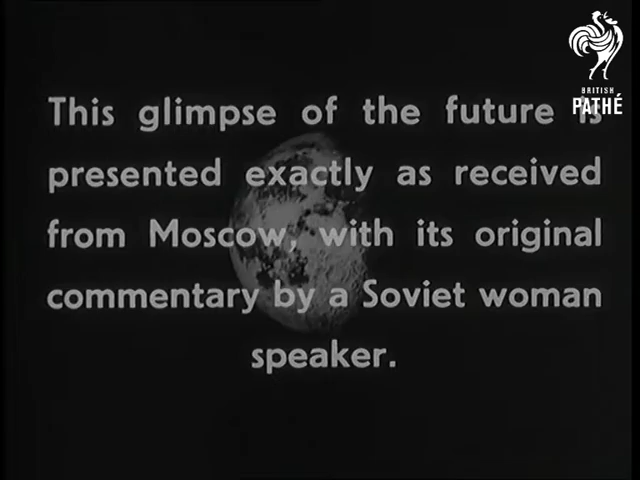 BRITISH
PATHÉ
This glimpse of the future is
presented exactly as received
from Moscow, with its original
commentary by a Soviet woman
speaker.